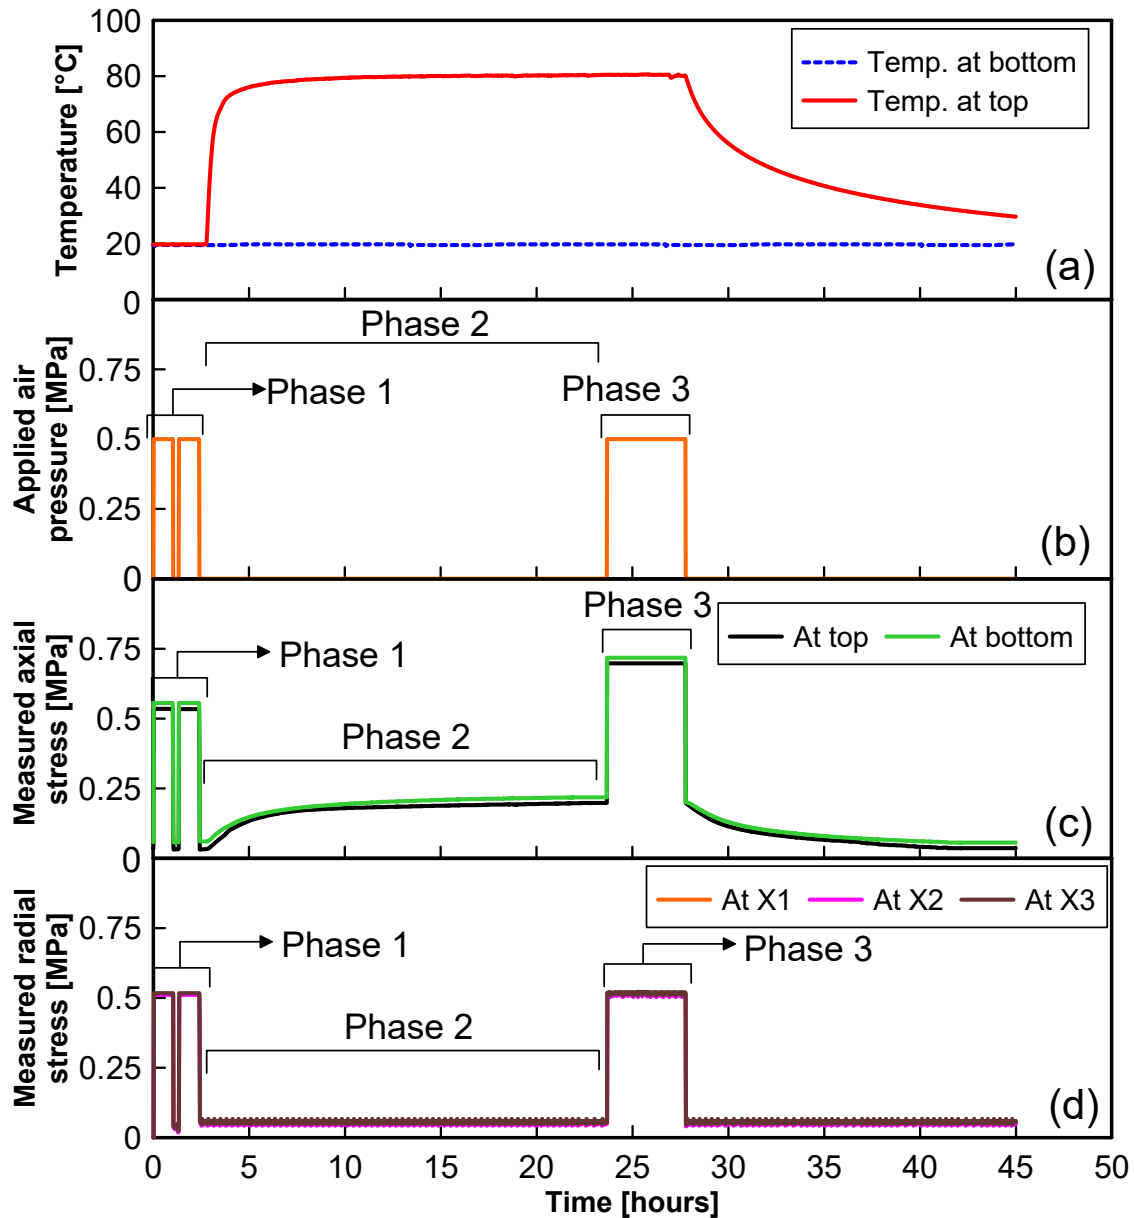 100
80
60
40
20
0
Temperature [°C]
Temp. at bottom
Temp. at top
(a)
0.75
0.5
0.25
0
Applied air
pressure [MPa]
Phase 2
Phase 1
Phase 3
(b)
0.75
0.5
0.25
0
Measured axial
stress [MPa]
Phase 3
At top
At bottom
Phase 1
Phase 2
(c)
0.75
0.5
0.25
0
Measured radial
stress [MPa]
At X1
At X2
At X3
Phase 1
Phase 3
Phase 2
(d)
0 5 10 15 20 25 30 35 40 45 50
Time [hours]